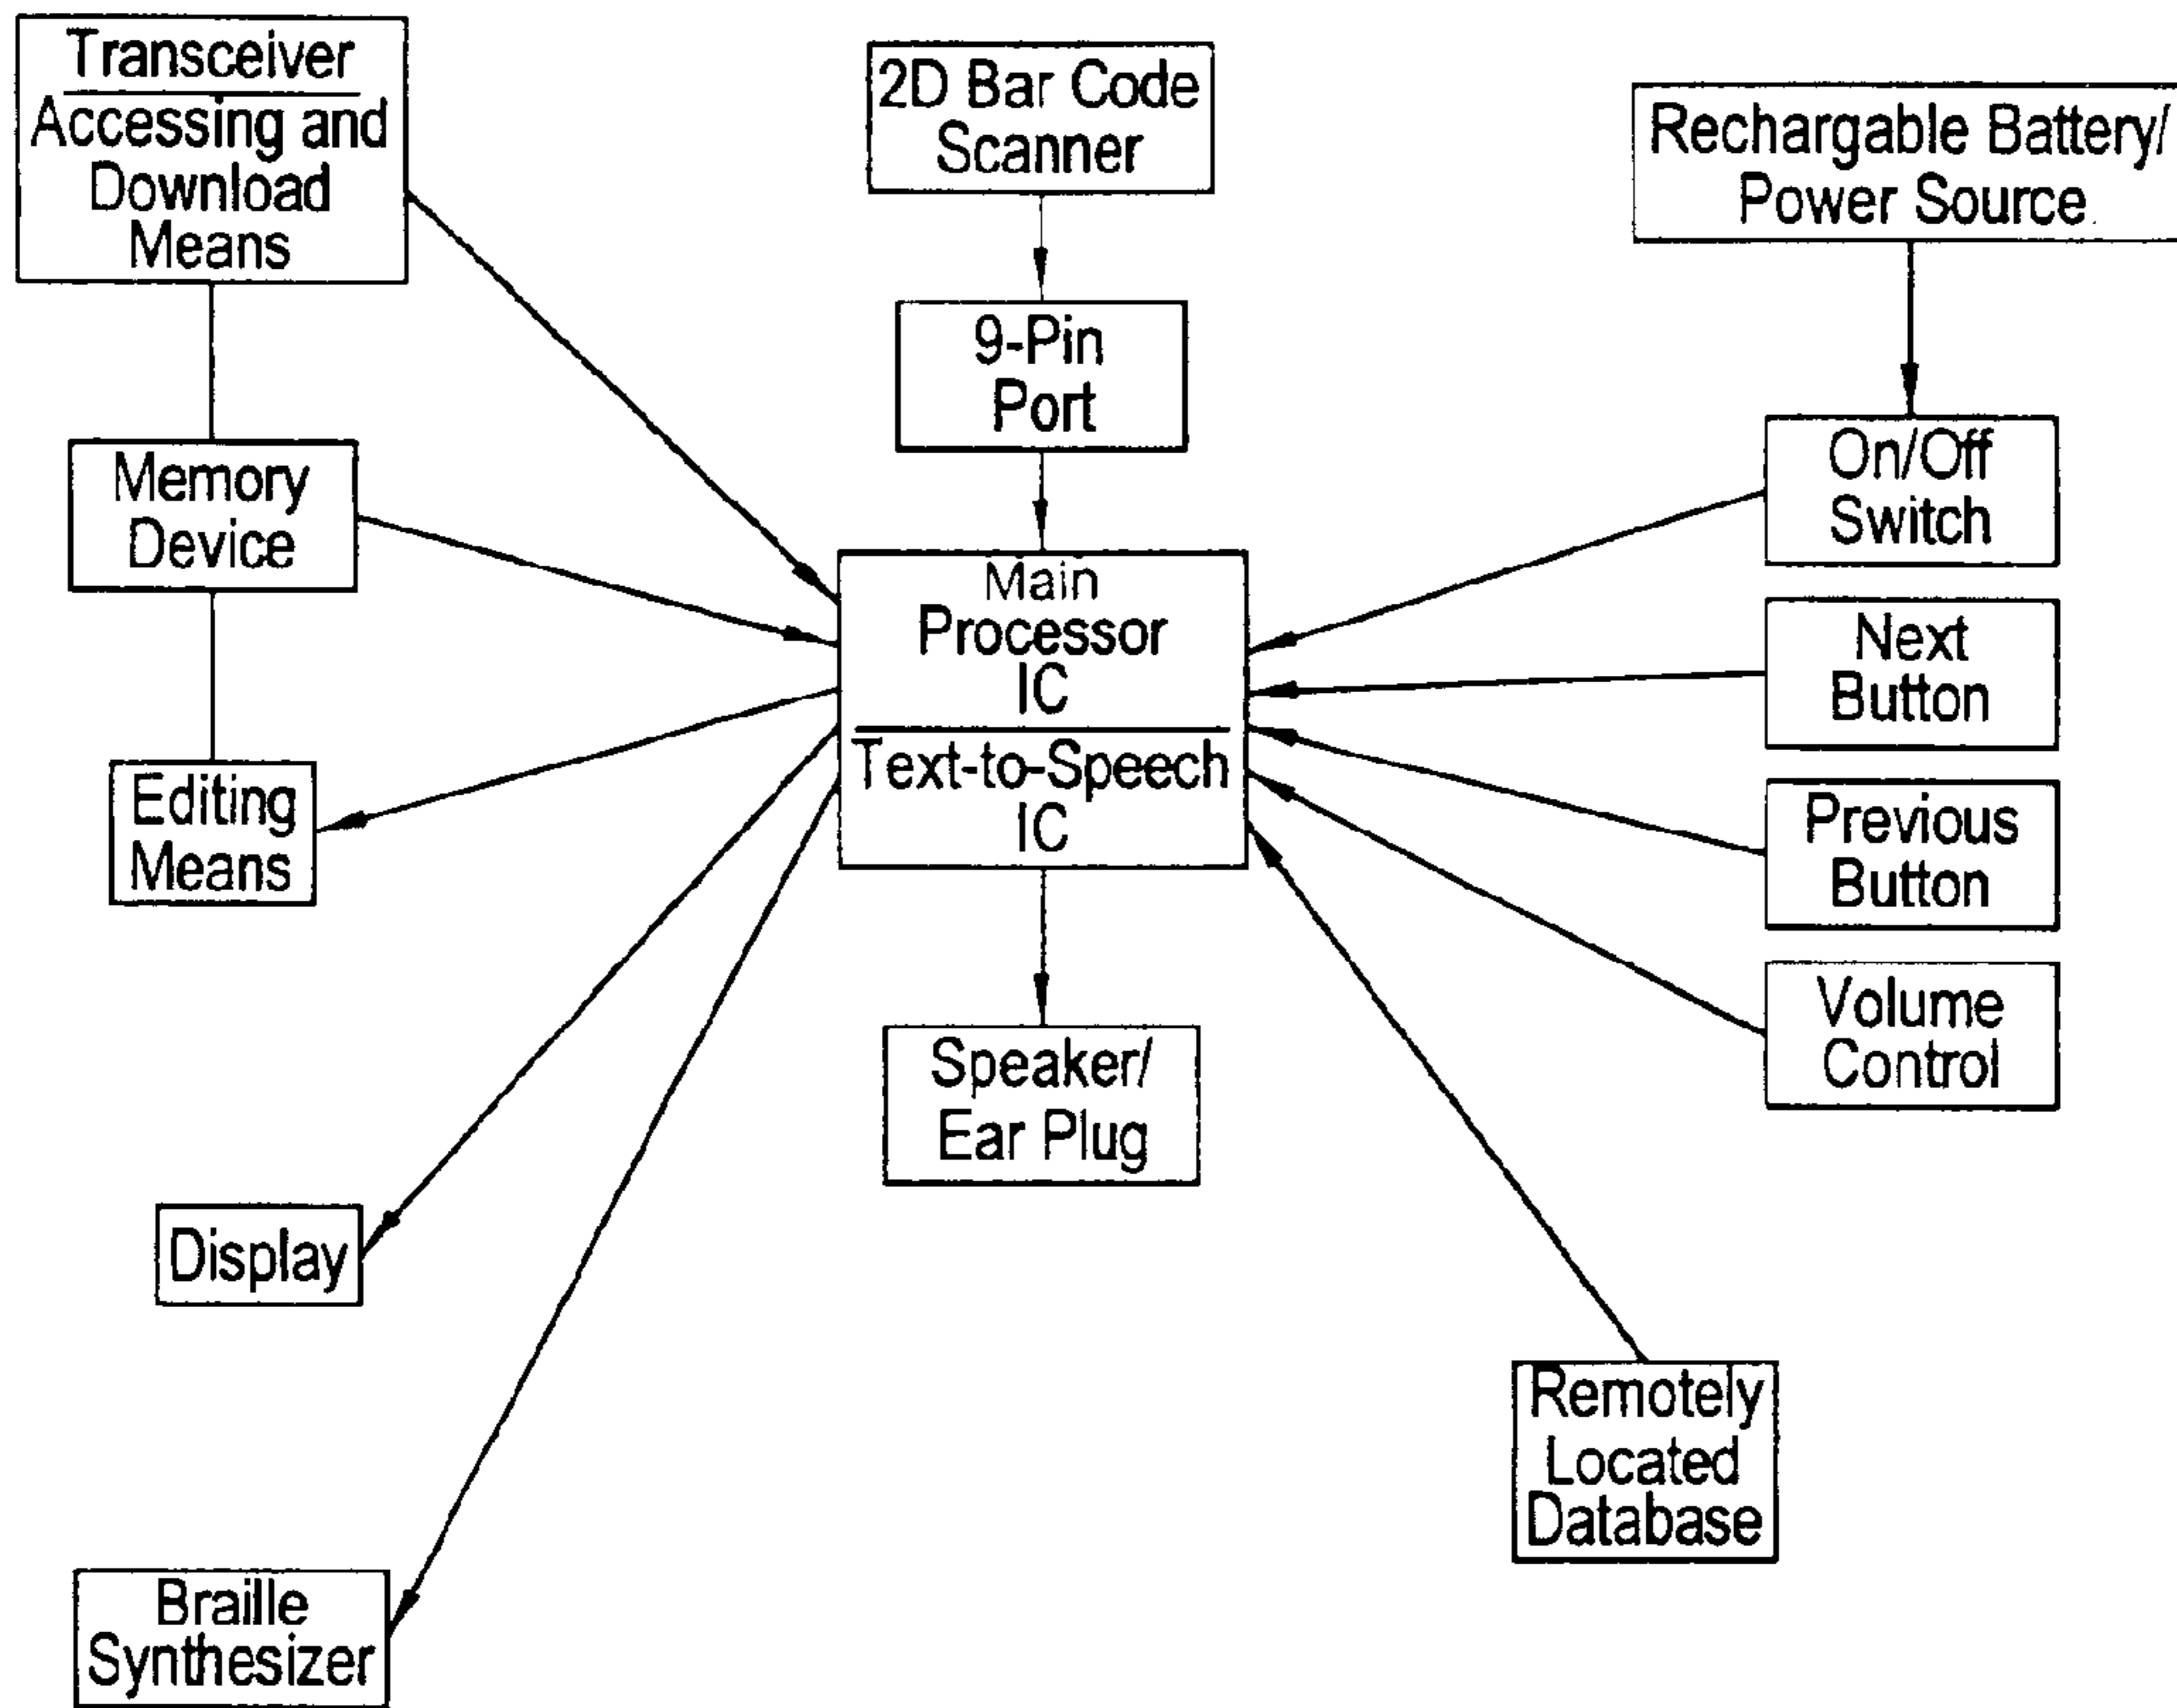 Transceiver
Accessing and
Download
Means
2D Bar Code
Scanner
Rechargable Battery/
Power Source
9-Pin
Port
Memory
Device
On/Off
Switch
Main
Processor
IC
Text-to-Speech
IC
Next
Button
Editing
Means
Previous
Button
Volume
Control
Speaker/
Ear Plug
Display
Remotely
Located
Database
Braille
Synthesizer